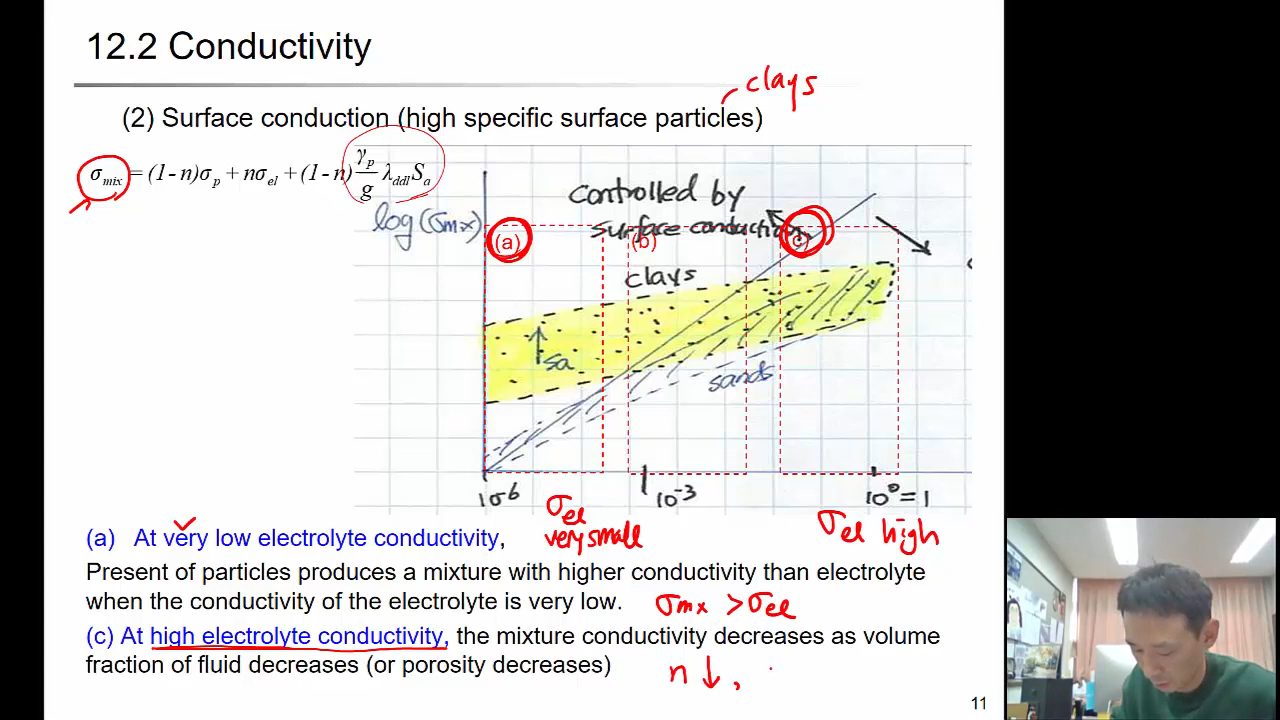 12.2 Conductivity
clays
(2) Surface conduction (high specific surface particles)
σmix = (1 - n)σp + nσel + (1 - n) γp/g λddl Sa
controlled by
log(σmx)
(a)
surface conduction
(b)
(c)
clays
Sa
sands
10-6
10-3
10⁰=1
σel
very small
σel high
(a) At very low electrolyte conductivity,
Present of particles produces a mixture with higher conductivity than electrolyte
when the conductivity of the electrolyte is very low.
σmx > σel
(c) At high electrolyte conductivity, the mixture conductivity decreases as volume
fraction of fluid decreases (or porosity decreases)
n ↓ ,
11